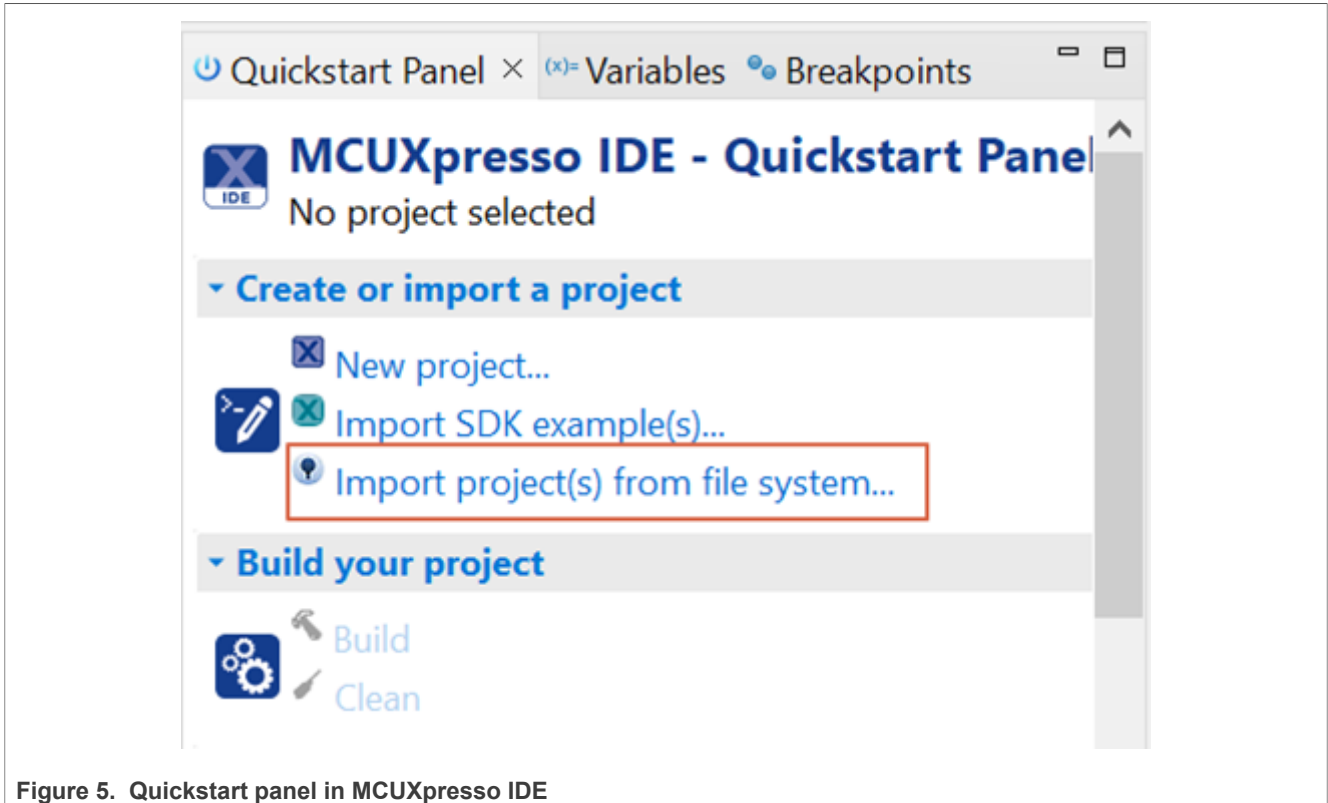 Quickstart Panel (x)= Variables Breakpoints
MCUXpresso IDE - Quickstart Panel
IDE
No project selected
Create or import a project
New project...
Import SDK example(s)...
Import project(s) from file system...
Build your project
Build
Clean
Figure 5. Quickstart panel in MCUXpresso IDE